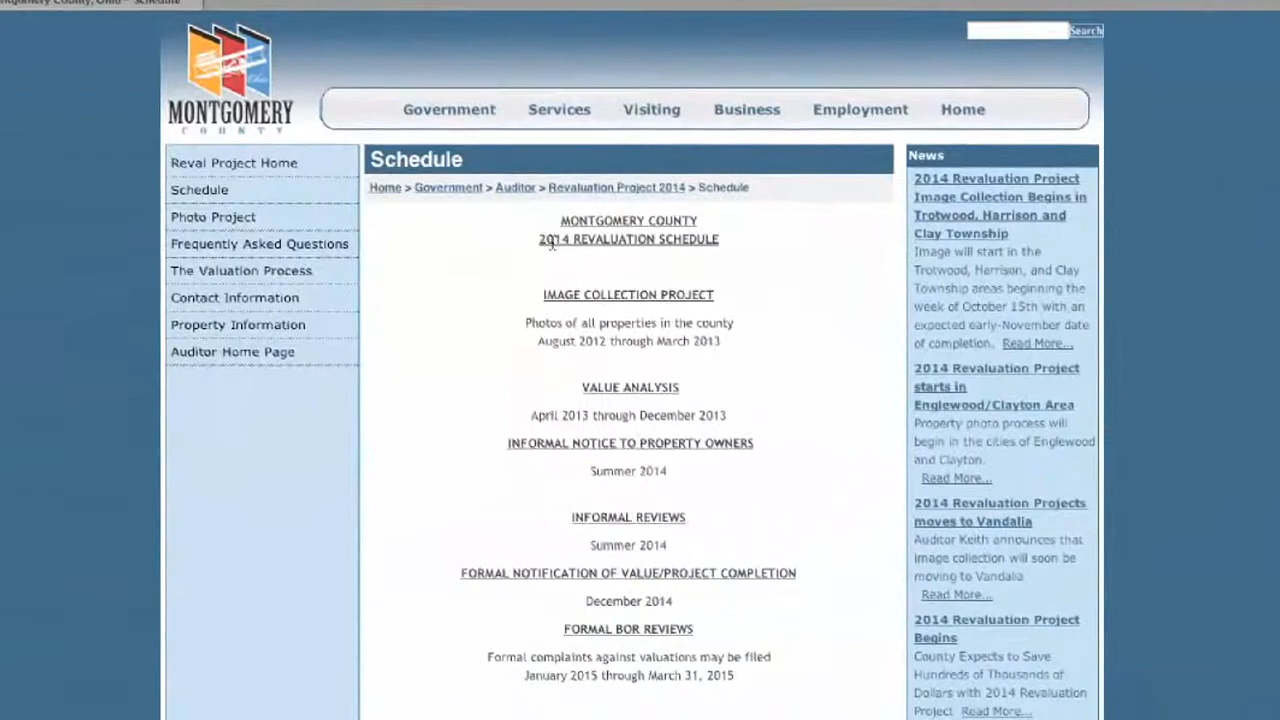 Montgomery County, Ohio - Schedule
Search
MONTGOMERY
COUNTY
Government Services Visiting Business Employment Home
Reval Project Home
Schedule
Photo Project
Frequently Asked Questions
The Valuation Process
Contact Information
Property Information
Auditor Home Page
Schedule
Home > Government > Auditor > Revaluation Project 2014 > Schedule
MONTGOMERY COUNTY
2014 REVALUATION SCHEDULE
IMAGE COLLECTION PROJECT
Photos of all properties in the county
August 2012 through March 2013
VALUE ANALYSIS
April 2013 through December 2013
INFORMAL NOTICE TO PROPERTY OWNERS
Summer 2014
INFORMAL REVIEWS
Summer 2014
FORMAL NOTIFICATION OF VALUE/PROJECT COMPLETION
December 2014
FORMAL BOR REVIEWS
Formal complaints against valuations may be filed
January 2015 through March 31, 2015
News
2014 Revaluation Project
Image Collection Begins in
Trotwood, Harrison and
Clay Township
Image will start in the
Trotwood, Harrison, and Clay
Township areas beginning the
week of October 15th with an
expected early-November date
of completion. Read More...
2014 Revaluation Project
starts in
Englewood/Clayton Area
Property photo process will
begin in the cities of Englewood
and Clayton.
Read More...
2014 Revaluation Projects
moves to Vandalia
Auditor Keith announces that
image collection will soon be
moving to Vandalia
Read More...
2014 Revaluation Project
Begins
County Expects to Save
Hundreds of Thousands of
Dollars with 2014 Revaluation
Project Read More...